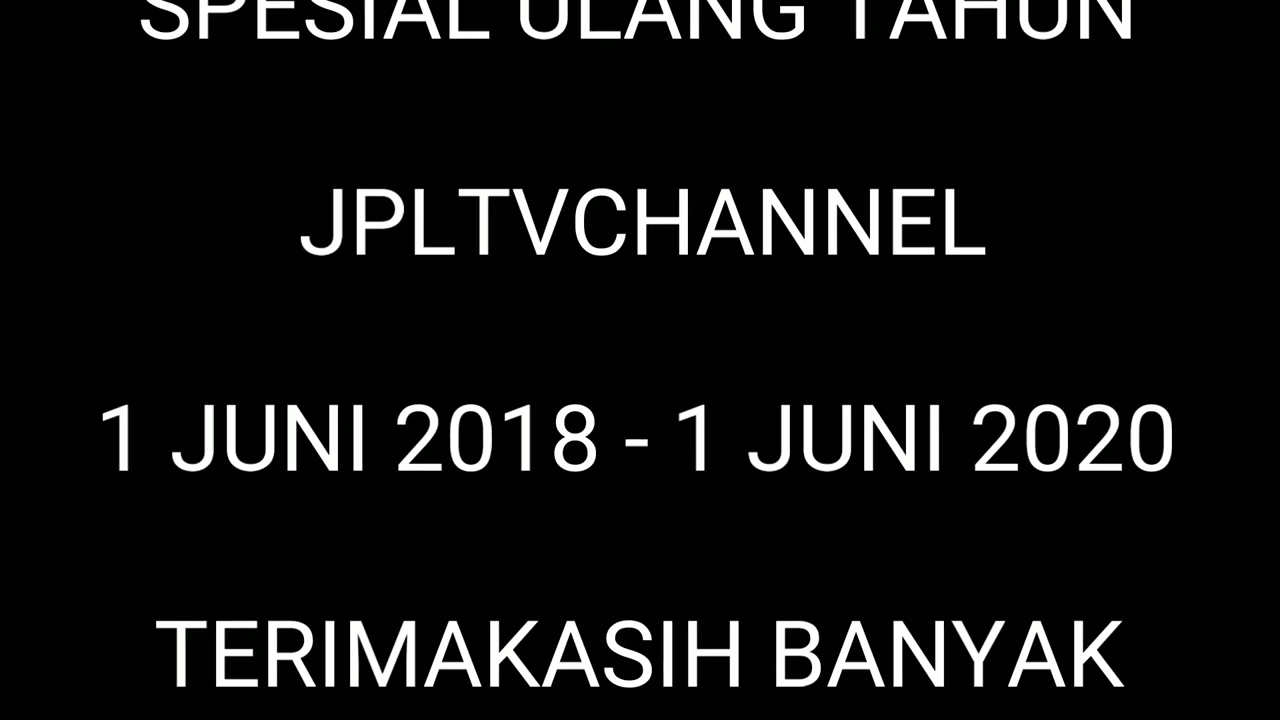 SPESIAL ULANG TAHUN
JPLTVCHANNEL
1 JUNI 2018 - 1 JUNI 2020
TERIMAKASIH BANYAK